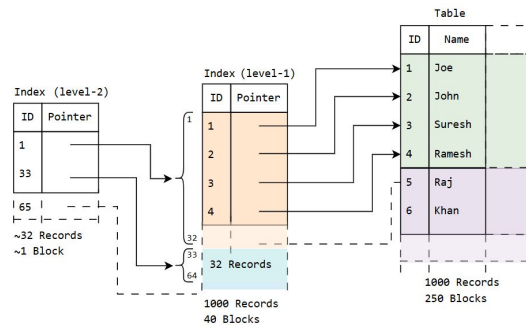 Table
ID Name
1 Joe
2 John
3 Suresh
4 Ramesh
5 Raj
6 Khan
1000 Records
250 Blocks
Index (level-1)
ID Pointer
1
2
3
4
32 Records
1000 Records
40 Blocks
1
32
33
64
Index (level-2)
ID Pointer
1
33
65
~32 Records
~1 Block